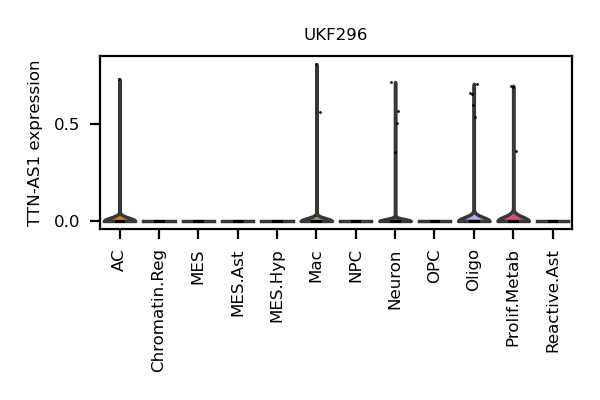 UKF296
TTN-AS1 expression
0.5
0.0
AC
Chromatin.Reg
MES
MES.Ast
MES.Hyp
Mac
NPC
Neuron
OPC
Oligo
Prolif.Metab
Reactive.Ast